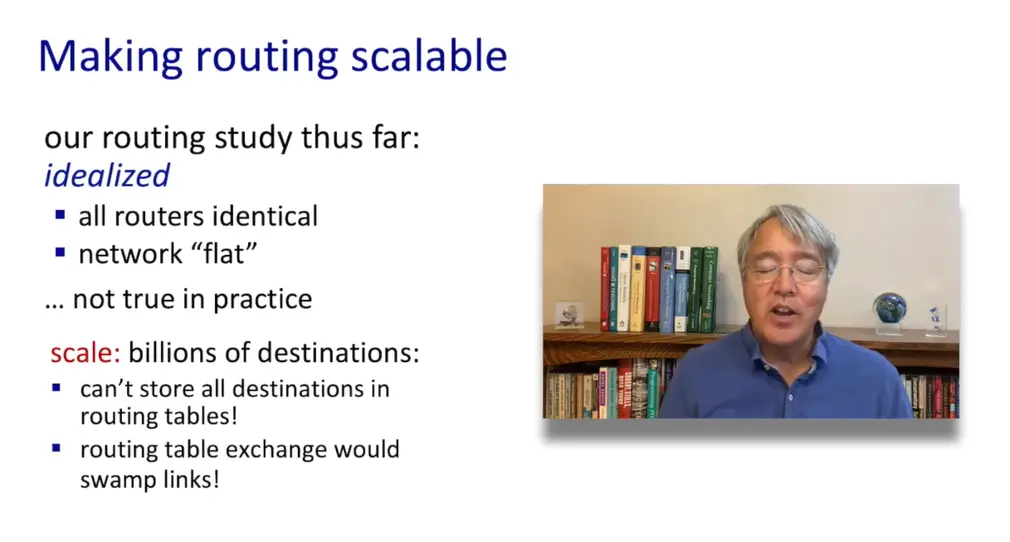 Making routing scalable
our routing study thus far:
idealized
▪ all routers identical
▪ network “flat”
… not true in practice
scale: billions of destinations:
▪ can’t store all destinations in
routing tables!
▪ routing table exchange would
swamp links!